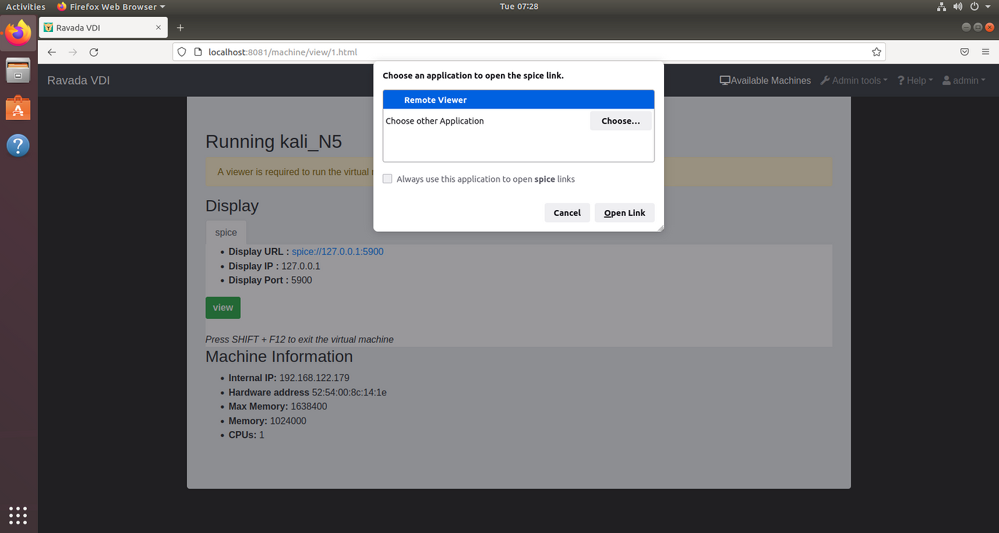 Activities Firefox Web Browser Tue 07:28
Ravada VDI
localhost:8081/machine/view/1.html
Ravada VDI Available Machines Admin tools ? Help admin
Choose an application to open the spice link.
Remote Viewer
Choose other Application Choose...
Always use this application to open spice links
Cancel Open Link
Running kali_N5
A viewer is required to run the virtual
Display
spice
Display URL : spice://127.0.0.1:5900
Display IP : 127.0.0.1
Display Port : 5900
view
Press SHIFT + F12 to exit the virtual machine
Machine Information
Internal IP: 192.168.122.179
Hardware address 52:54:00:8c:14:1e
Max Memory: 1638400
Memory: 1024000
CPUs: 1